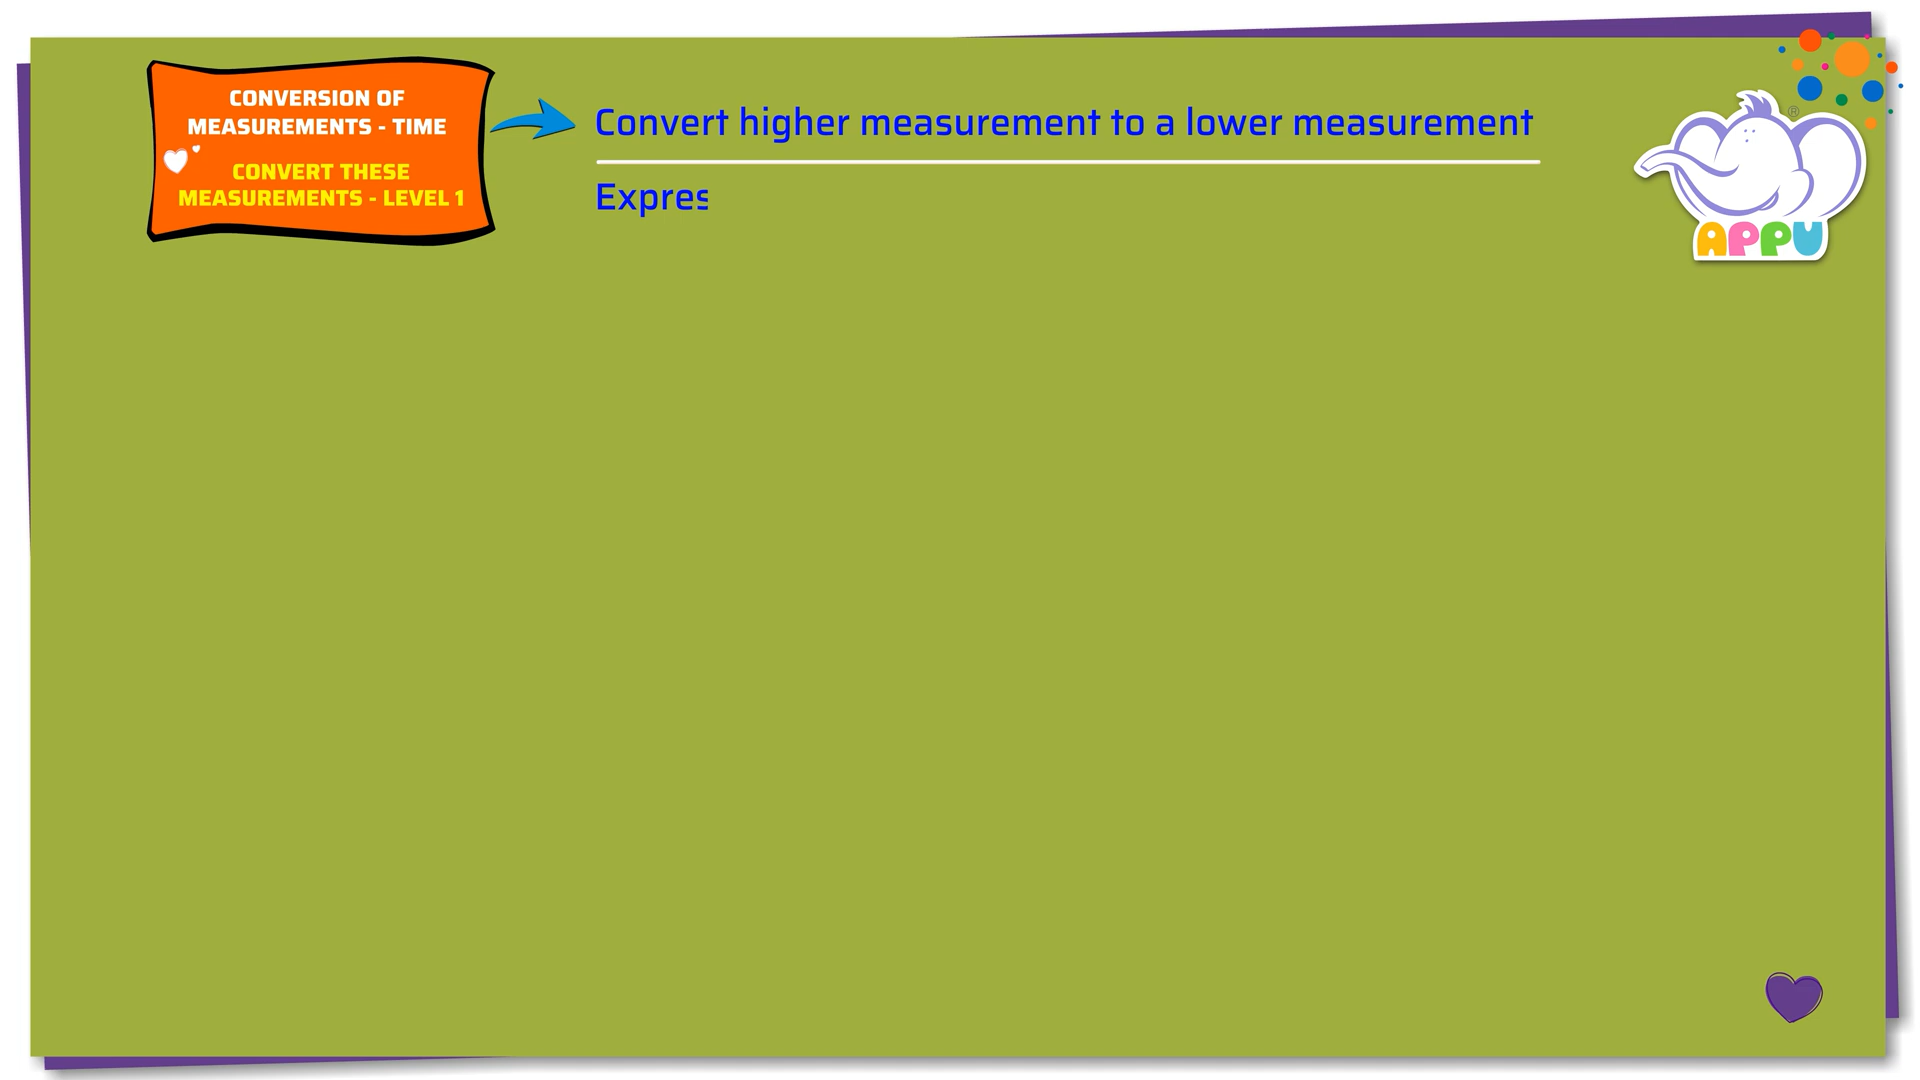 CONVERSION OF
MEASUREMENTS - TIME
CONVERT THESE
MEASUREMENTS - LEVEL 1
Convert higher measurement to a lower measurement
Expres
®
APPU